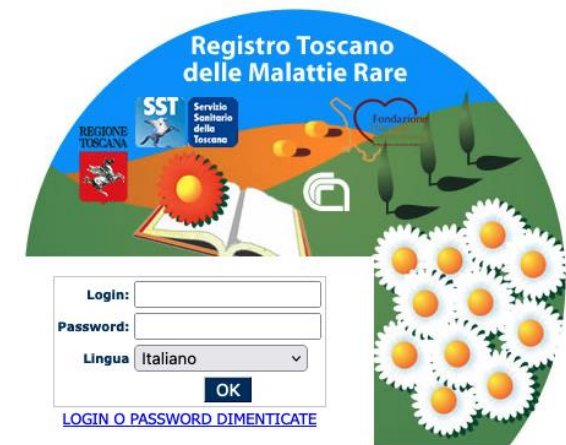 Registro Toscano
delle Malattie Rare
SST
Servizio
Sanitario
della
Toscana
REGIONE
TOSCANA
Fondazione
Login:
Password:
Lingua Italiano
OK
LOGIN O PASSWORD DIMENTICATE